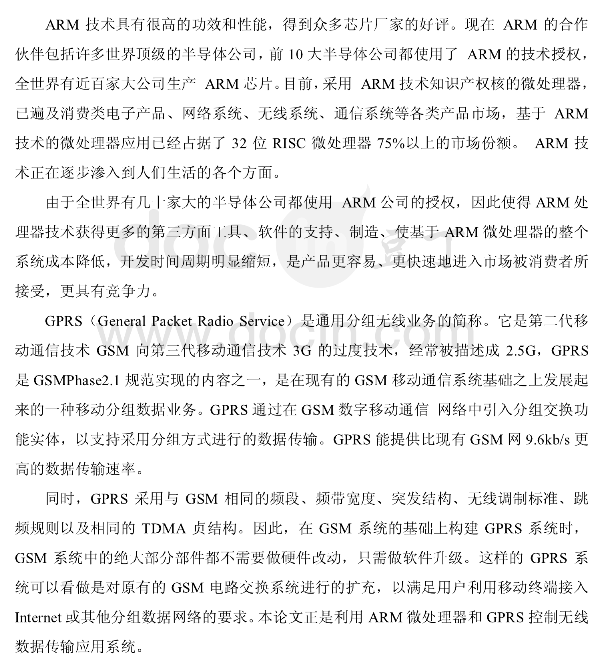 ARM 技术具有很高的功效和性能，得到众多芯片厂家的好评。现在 ARM 的合作
伙伴包括许多世界顶级的半导体公司，前 10 大半导体公司都使用了 ARM 的技术授权，
全世界有近百家大公司生产 ARM 芯片。目前，采用 ARM 技术知识产权核的微处理器，
已遍及消费类电子产品、网络系统、无线系统、通信系统等各类产品市场，基于 ARM
技术的微处理器应用已经占据了 32 位 RISC 微处理器 75%以上的市场份额。 ARM 技
术正在逐步渗入到人们生活的各个方面。
由于全世界有几十家大的半导体公司都使用 ARM 公司的授权，因此使得 ARM 处
理器技术获得更多的第三方面工具、软件的支持、制造、使基于 ARM 微处理器的整个
系统成本降低，开发时间周期明显缩短，是产品更容易、更快速地进入市场被消费者所
接受，更具有竞争力。
GPRS（General Packet Radio Service）是通用分组无线业务的简称。它是第二代移
动通信技术 GSM 向第三代移动通信技术 3G 的过度技术，经常被描述成 2.5G，GPRS
是 GSMPhase2.1 规范实现的内容之一，是在现有的 GSM 移动通信系统基础之上发展起
来的一种移动分组数据业务。GPRS 通过在 GSM 数字移动通信 网络中引入分组交换功
能实体，以支持采用分组方式进行的数据传输。GPRS 能提供比现有 GSM 网 9.6kb/s 更
高的数据传输速率。
同时，GPRS 采用与 GSM 相同的频段、频带宽度、突发结构、无线调制标准、跳
频规则以及相同的 TDMA 贞结构。因此，在 GSM 系统的基础上构建 GPRS 系统时，
GSM 系统中的绝大部分部件都不需要做硬件改动，只需做软件升级。这样的 GPRS 系
统可以看做是对原有的 GSM 电路交换系统进行的扩充，以满足用户利用移动终端接入
Internet 或其他分组数据网络的要求。本论文正是利用 ARM 微处理器和 GPRS 控制无线
数据传输应用系统。
www.docin.com